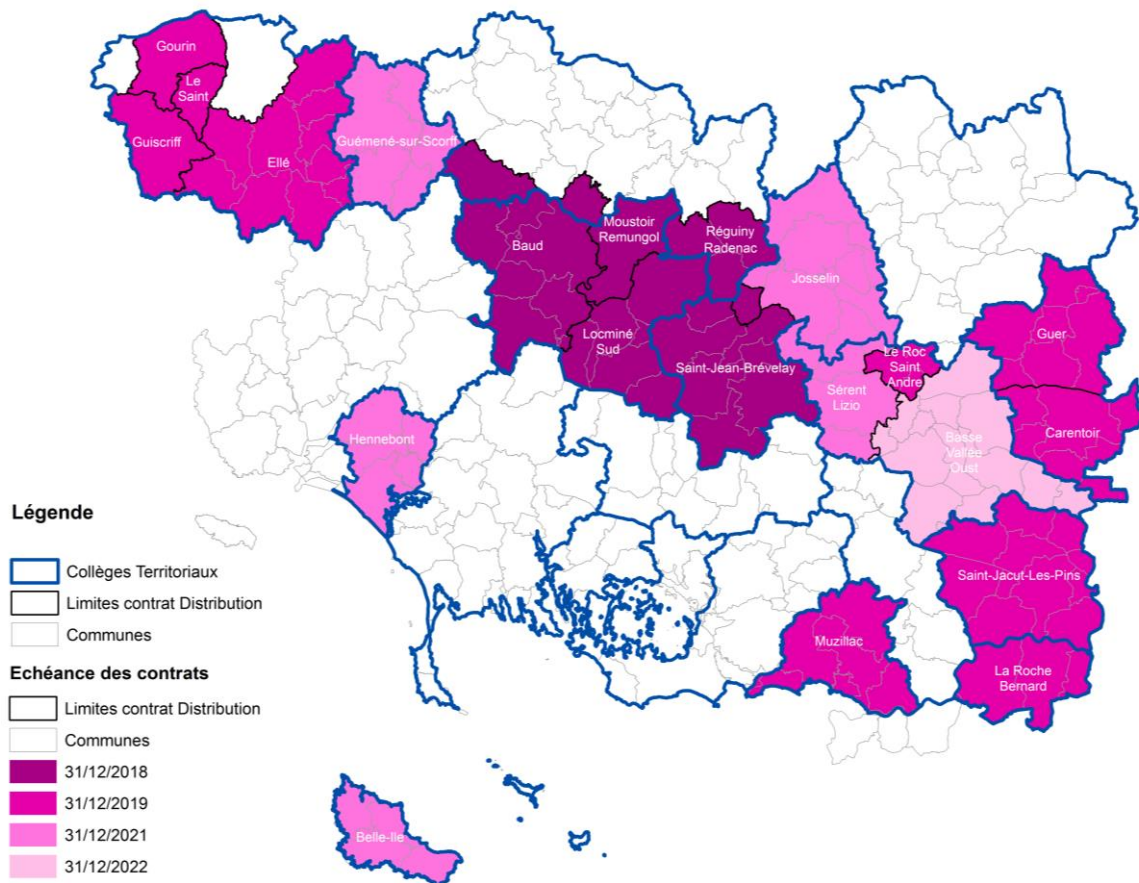 Gourin
Le
Saint
Guiscriff
Ellé
Guémené-sur-Scorff
Baud
Moustoir
Remungol
Réguiny
Radenac
Josselin
Locminé
Sud
Saint-Jean-Brévelay
Guer
Le Roc
Saint
Andre
Sérent
Lizio
Carentoir
Basse
Vallée
Oust
Hennebont
Saint-Jacut-Les-Pins
Muzillac
La Roche
Bernard
Belle-Ile
Légende
Collèges Territoriaux
Limites contrat Distribution
Communes
Echéance des contrats
Limites contrat Distribution
Communes
31/12/2018
31/12/2019
31/12/2021
31/12/2022